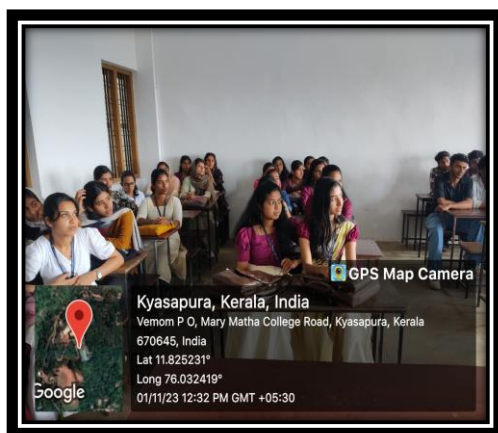 GPS Map Camera
Kyasapura, Kerala, India
Vemom P O, Mary Matha College Road, Kyasapura, Kerala
670645, India
Lat 11.825231°
Long 76.032419°
01/11/23 12:32 PM GMT +05:30
Google